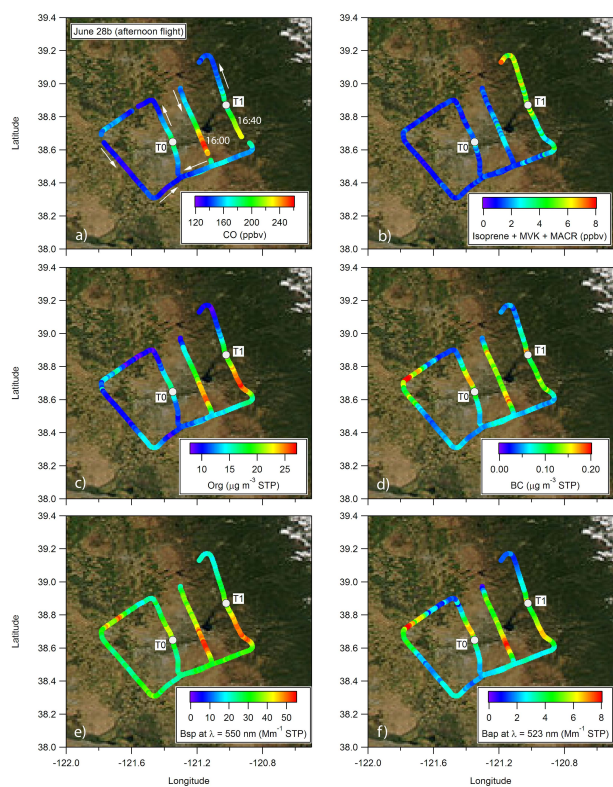 June 28b (afternoon flight)
39.4
39.2
39.0
38.8
38.6
38.4
38.2
38.0
Latitude
T1
16:40
T0
16:00
a)
120 160 200 240
CO (ppbv)
39.4
39.2
39.0
38.8
38.6
38.4
38.2
38.0
T1
T0
b)
0 2 4 6 8
Isoprene + MVK + MACR (ppbv)
39.4
39.2
39.0
38.8
38.6
38.4
38.2
38.0
Latitude
T1
T0
c)
10 15 20 25
Org (μg m⁻³ STP)
39.4
39.2
39.0
38.8
38.6
38.4
38.2
38.0
T1
T0
d)
0.00 0.10 0.20
BC (μg m⁻³ STP)
39.4
39.2
39.0
38.8
38.6
38.4
38.2
38.0
Latitude
T1
T0
e)
0 10 20 30 40 50
Bsp at λ = 550 nm (Mm⁻¹ STP)
-122.0 -121.6 -121.2 -120.8
Longitude
39.4
39.2
39.0
38.8
38.6
38.4
38.2
38.0
T1
T0
f)
0 2 4 6 8
Bap at λ = 523 nm (Mm⁻¹ STP)
-122.0 -121.6 -121.2 -120.8
Longitude